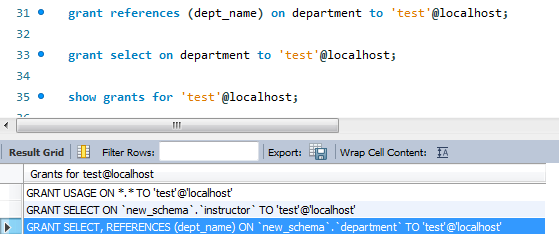 31 grant references (dept_name) on department to 'test'@localhost;
32
33 grant select on department to 'test'@localhost;
34
35 show grants for 'test'@localhost;
Result Grid Filter Rows: Export: Wrap Cell Content:
Grants for test@localhost
GRANT USAGE ON *.* TO 'test'@'localhost'
GRANT SELECT ON `new_schema`.`instructor` TO 'test'@'localhost'
GRANT SELECT, REFERENCES (dept_name) ON `new_schema`.`department` TO 'test'@'localhost'